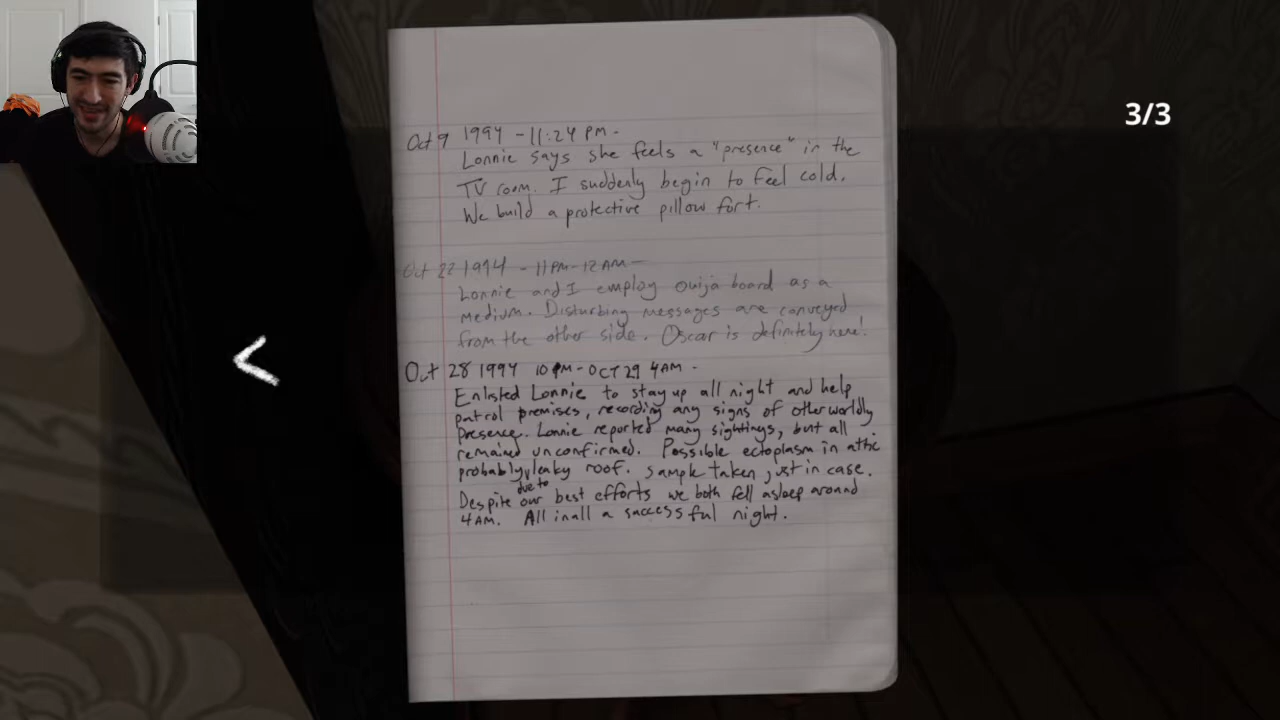 3/3
Oct 9 1994 - 11:24 PM -
Lonnie says she feels a "presence" in the
TV room. I suddenly begin to feel cold.
We build a protective pillow fort.
Oct 22 1994 - 11PM-12AM -
Lonnie and I employ ouija board as a
medium. Disturbing messages are conveyed
from the other side. Oscar is definitely here!
Oct 28 1994 10PM - OCT 29 4AM -
Enlisted Lonnie to stay up all night and help
patrol premises, recording any signs of otherworldly
presence. Lonnie reported many sightings, but all
remained unconfirmed. Possible ectoplasm in attic
probably leaky roof. Sample taken just in case.
due to
Despite our best efforts we both fell asleep around
4AM. All in all a successful night.